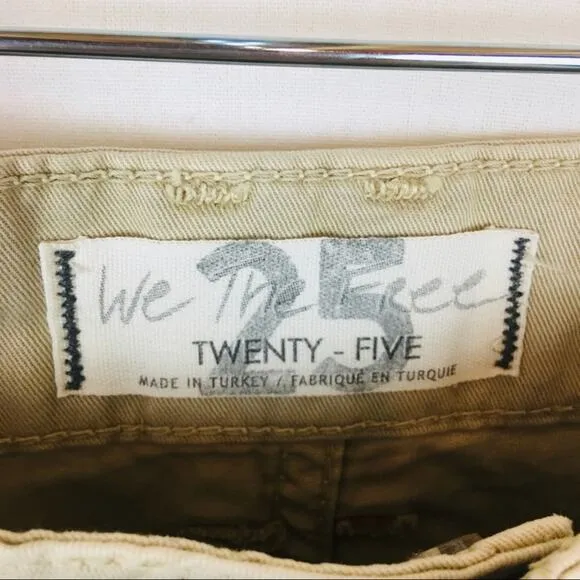 25
We The Free
TWENTY - FIVE
MADE IN TURKEY / FABRIQUÉ EN TURQUIE